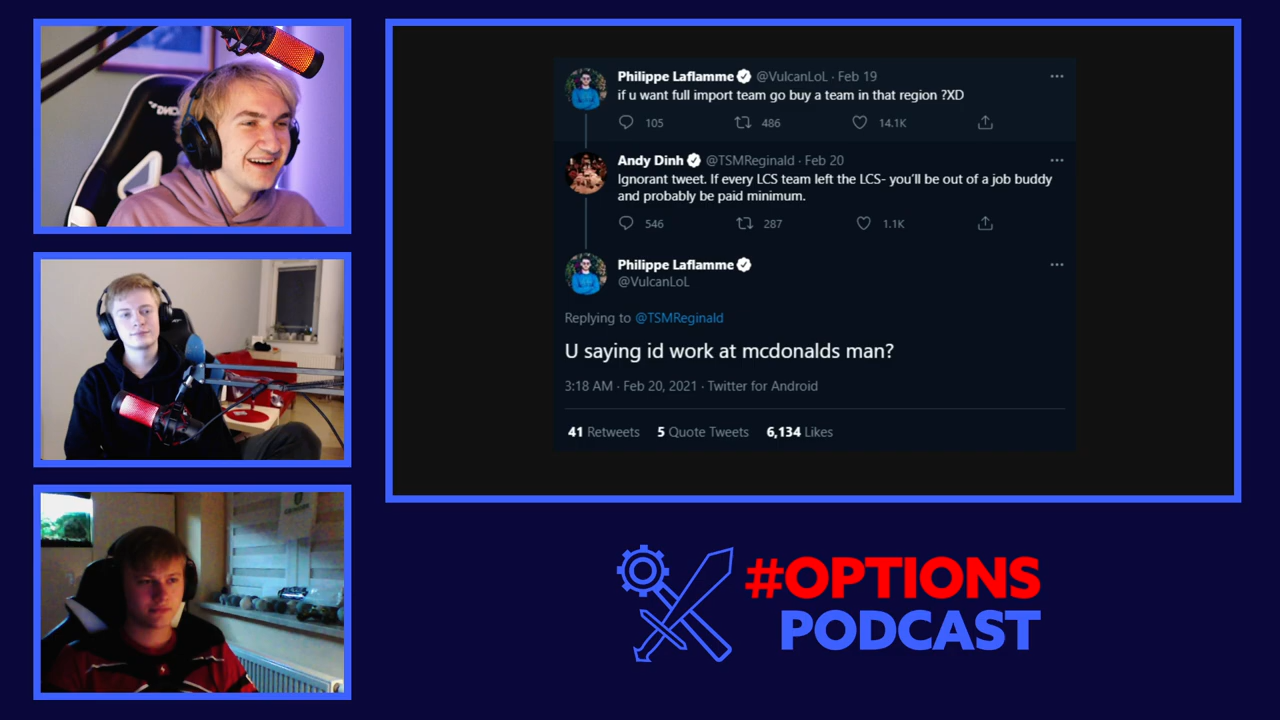 Philippe Laflamme @VulcanLoL · Feb 19
if u want full import team go buy a team in that region ?XD
105 486 14.1K
Andy Dinh @TSMReginald · Feb 20
Ignorant tweet. If every LCS team left the LCS- you'll be out of a job buddy
and probably be paid minimum.
546 287 1.1K
Philippe Laflamme
@VulcanLoL
Replying to @TSMReginald
U saying id work at mcdonalds man?
3:18 AM · Feb 20, 2021 · Twitter for Android
41 Retweets 5 Quote Tweets 6,134 Likes
#OPTIONS
PODCAST